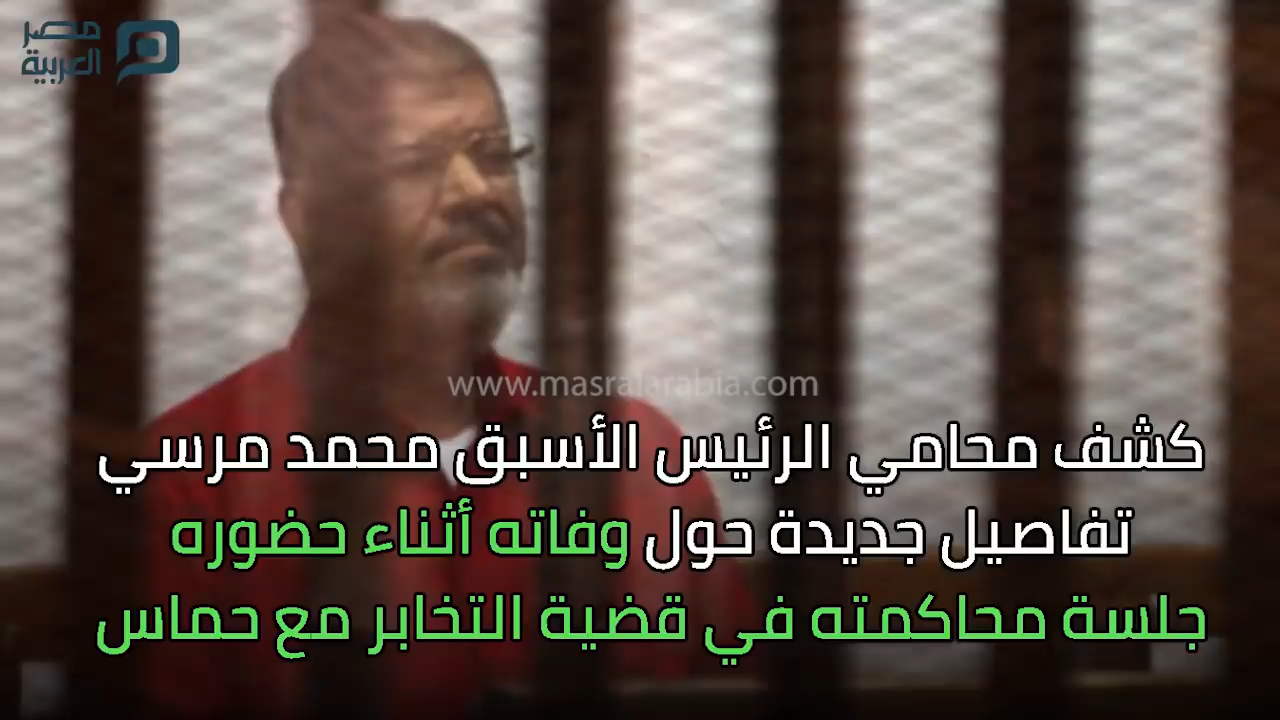 مصر
العربية
www.masralarabia.com
كشف محامي الرئيس الأسبق محمد مرسي
تفاصيل جديدة حول وفاته أثناء حضوره
جلسة محاكمته في قضية التخابر مع حماس